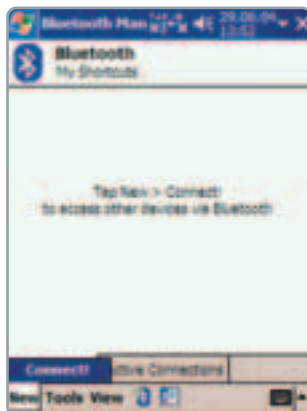 Bluetooth Man
29.06.04
13:02
Bluetooth
My Shortcuts
Tap New > Connect!
to access other devices via Bluetooth
Connect!
ctive Connections
New Tools View